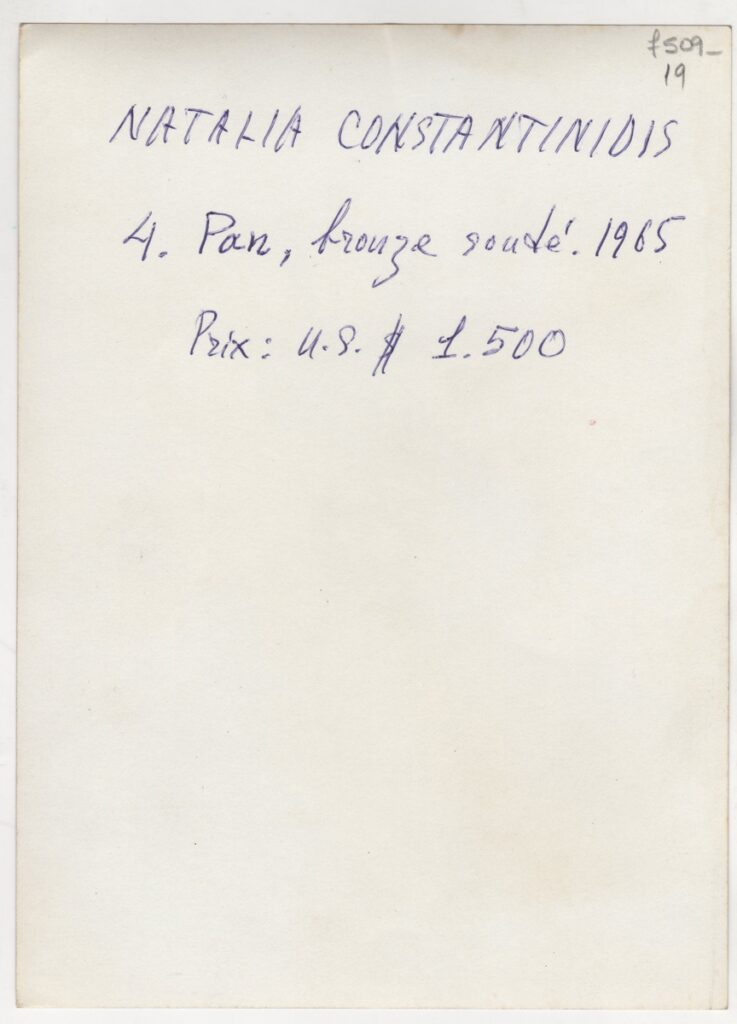 f509-
19
NATALIA CONSTANTINIDIS
4. Pan, bronze soudé. 1965
Prix: U.S. $ 1.500